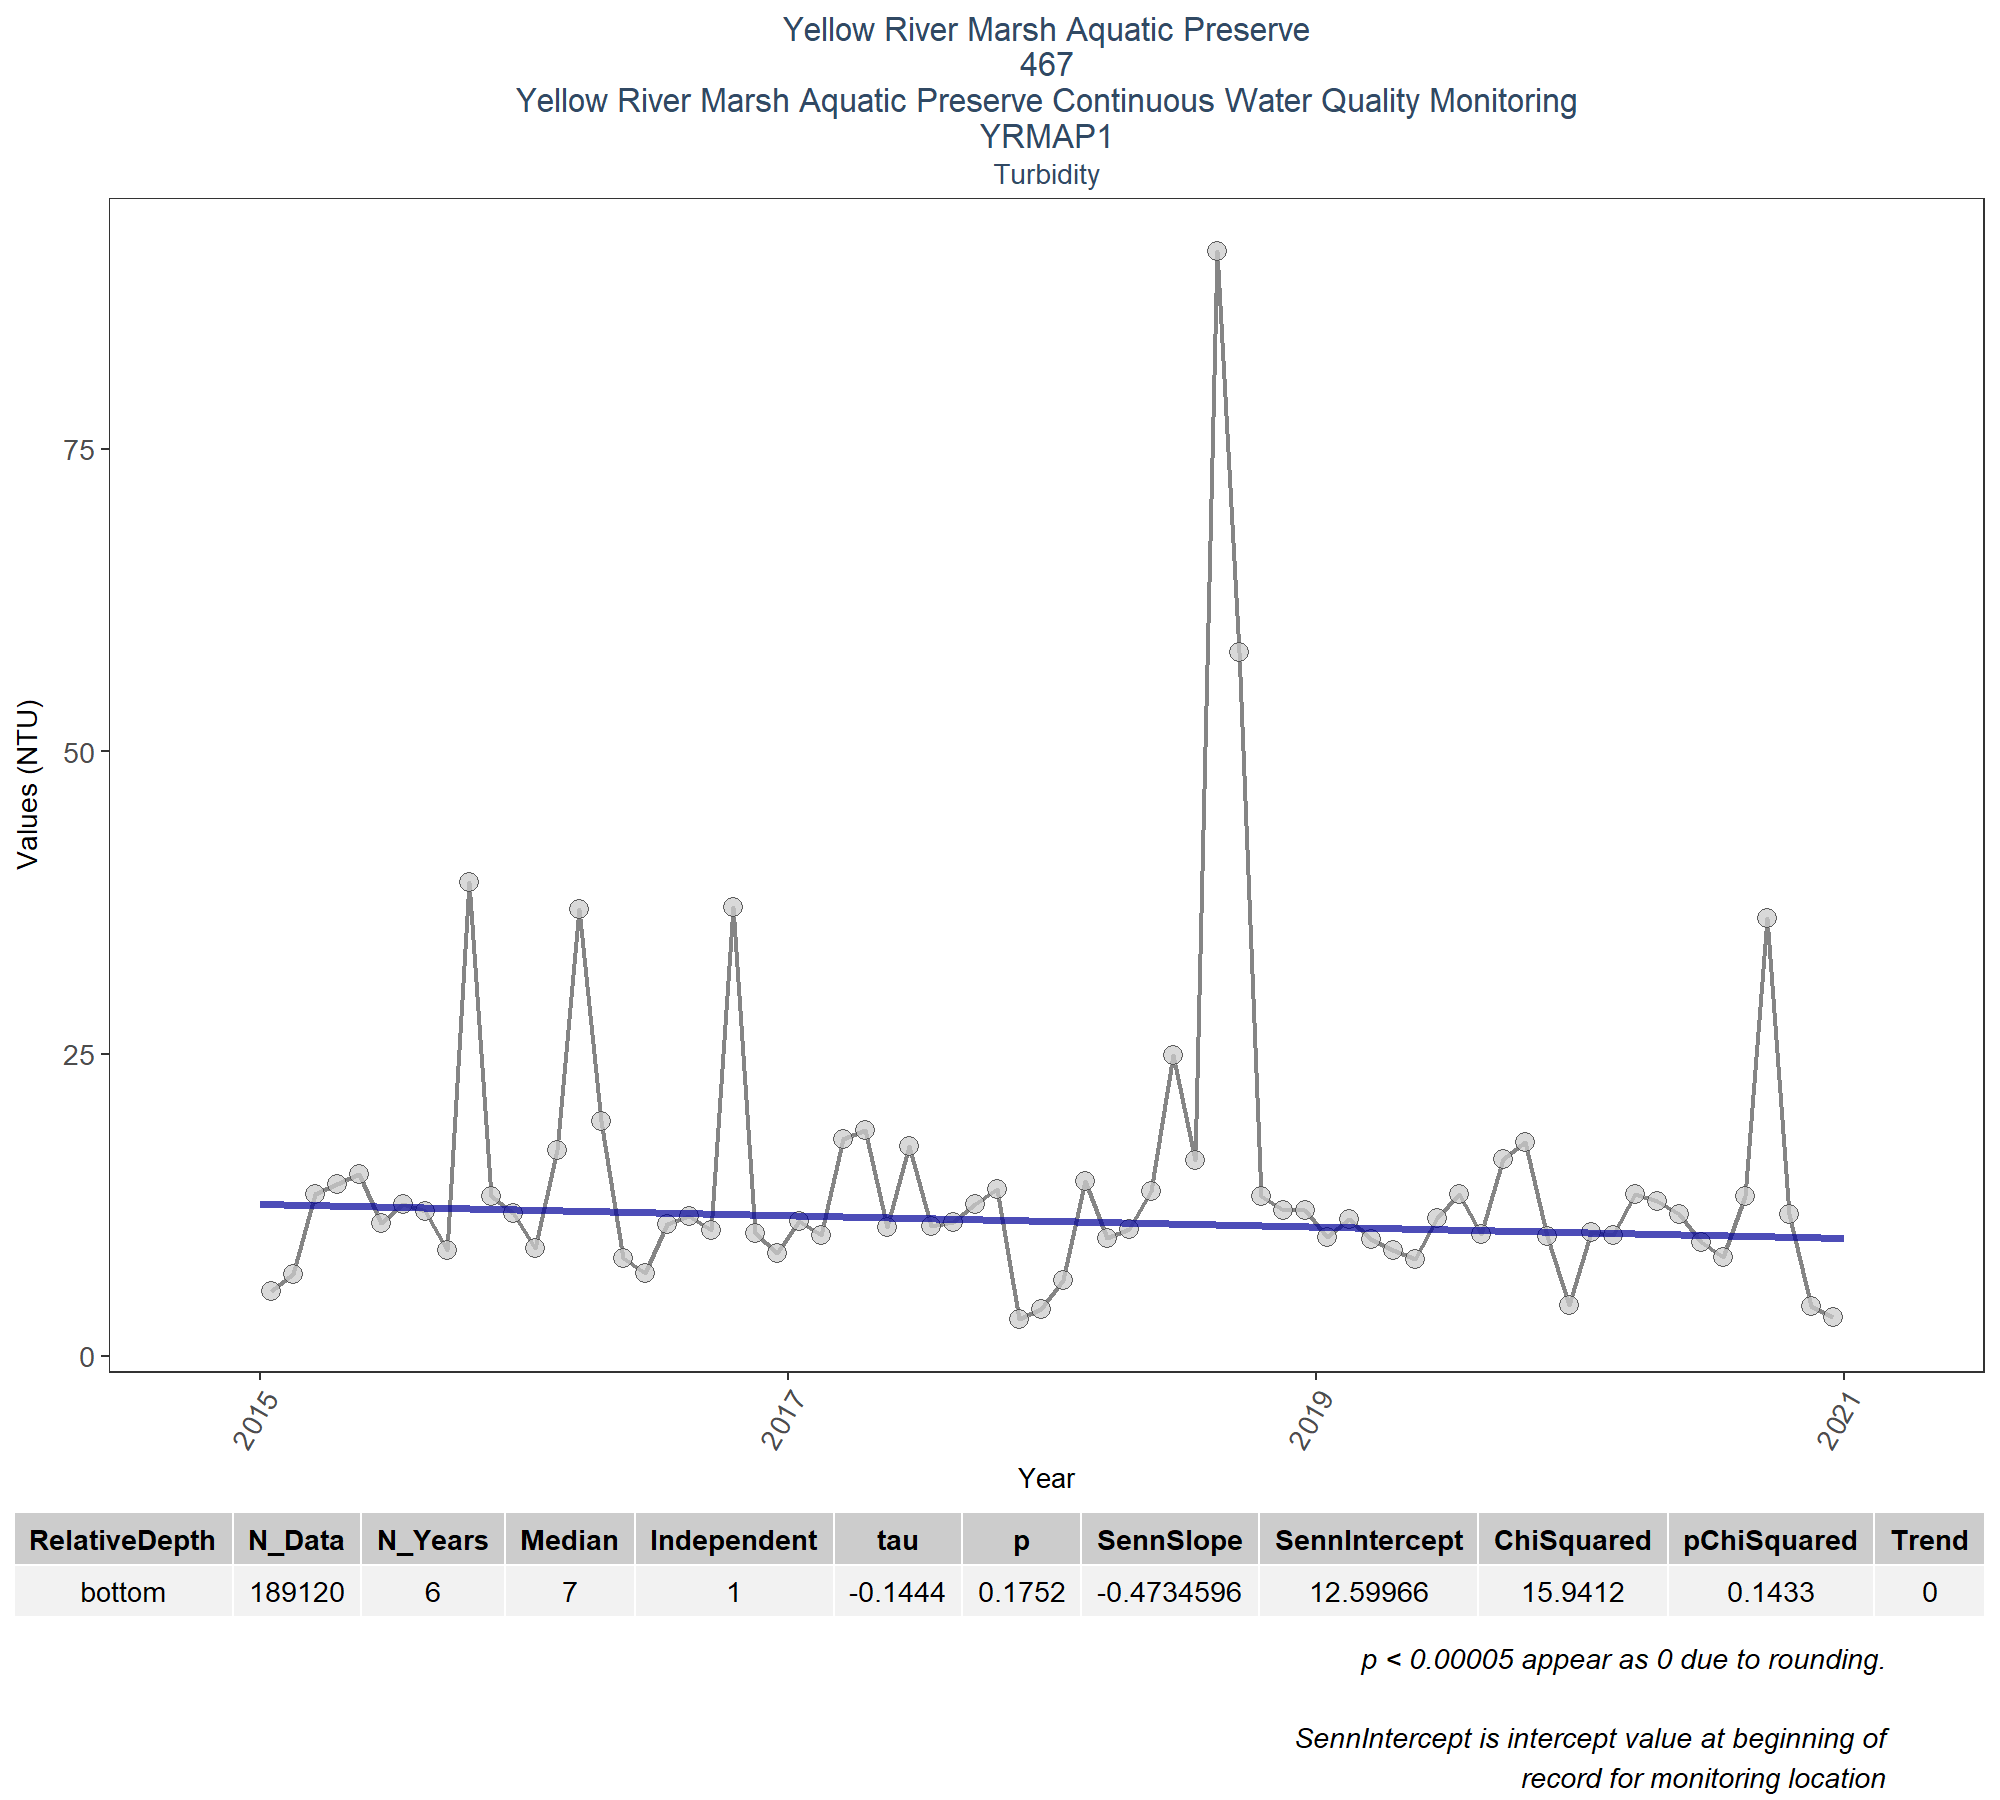 Yellow River Marsh Aquatic Preserve
467
Yellow River Marsh Aquatic Preserve Continuous Water Quality Monitoring
YRMAP1
Turbidity
Values (NTU)
75
50
25
0
2015 2017 2019 2021
Year
RelativeDepth N_Data N_Years Median Independent tau p SennSlope SennIntercept ChiSquared pChiSquared Trend
bottom 189120 6 7 1 -0.1444 0.1752 -0.4734596 12.59966 15.9412 0.1433 0
p < 0.00005 appear as 0 due to rounding.
SennIntercept is intercept value at beginning of
record for monitoring location